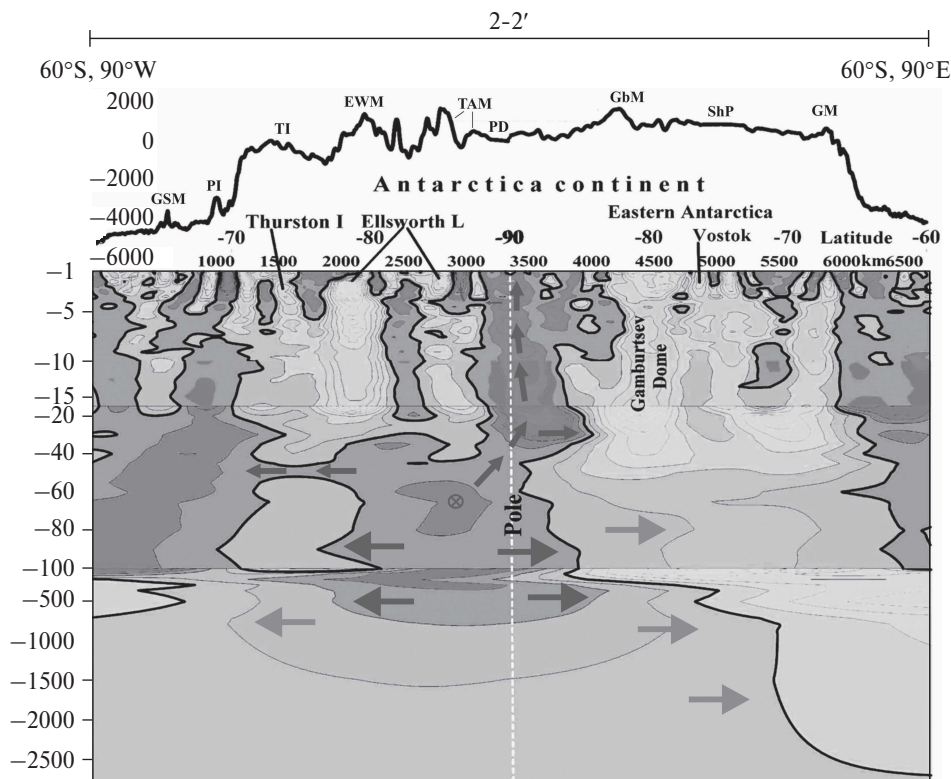 2-2′
60°S, 90°W 60°S, 90°E
2000
0
−2000
−4000
−6000
GSM PI TI EWM TAM PD GbM ShP GM
Antarctica continent
Thurston I Ellsworth L Eastern Antarctica
Vostok
-70 -80 -90 -80 -70 Latitude -60
1000 1500 2000 2500 3000 3500 4000 4500 5000 5500 6000km6500
−1
−5
−10
−15
−20
−40
−60
−80
−100
−500
−1000
−1500
−2000
−2500
Gamburtsev
Dome
Pole